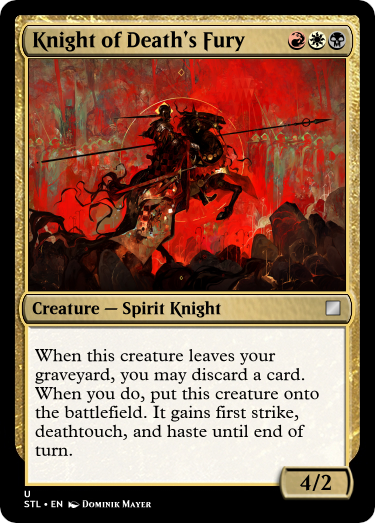 Knight of Death's Fury
Creature — Spirit Knight
When this creature leaves your
graveyard, you may discard a card.
When you do, put this creature onto
the battlefield. It gains first strike,
deathtouch, and haste until end of
turn.
4/2
U
STL • EN Dominik Mayer